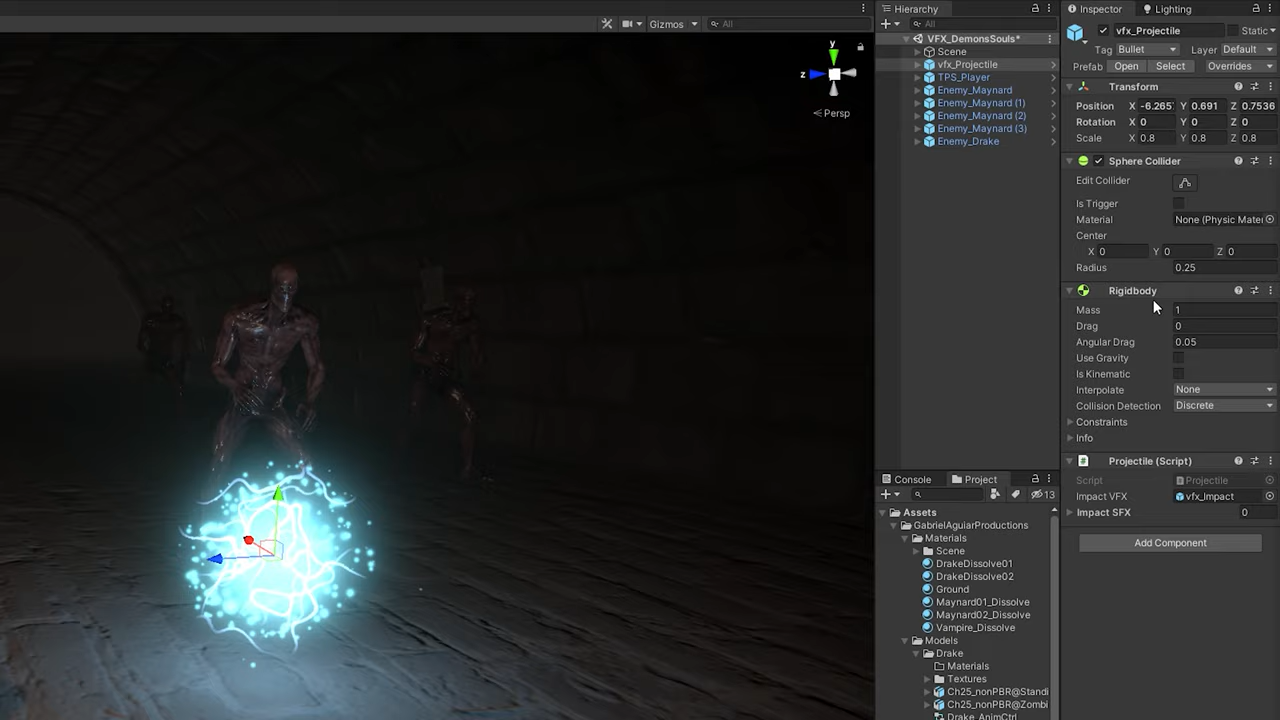 Gizmos
All
y
z
Persp
Hierarchy
All
VFX_DemonsSouls*
Scene
vfx_Projectile
TPS_Player
Enemy_Maynard
Enemy_Maynard (1)
Enemy_Maynard (2)
Enemy_Maynard (3)
Enemy_Drake
Console
Project
13
Assets
GabrielAguiarProductions
Materials
Scene
DrakeDissolve01
DrakeDissolve02
Ground
Maynard01_Dissolve
Maynard02_Dissolve
Vampire_Dissolve
Models
Drake
Materials
Textures
Ch25_nonPBR@Standi
Ch25_nonPBR@Zombi
Drake_AnimCtrl
Inspector
Lighting
vfx_Projectile
Static
Tag Bullet Layer Default
Prefab Open Select Overrides
Transform
Position X -6.265 Y 0.691 Z 0.7536
Rotation X 0 Y 0 Z 0
Scale X 0.8 Y 0.8 Z 0.8
Sphere Collider
Edit Collider
Is Trigger
Material None (Physic Mater
Center
X 0 Y 0 Z 0
Radius 0.25
Rigidbody
Mass 1
Drag 0
Angular Drag 0.05
Use Gravity
Is Kinematic
Interpolate None
Collision Detection Discrete
Constraints
Info
Projectile (Script)
Script Projectile
Impact VFX vfx_Impact
Impact SFX 0
Add Component